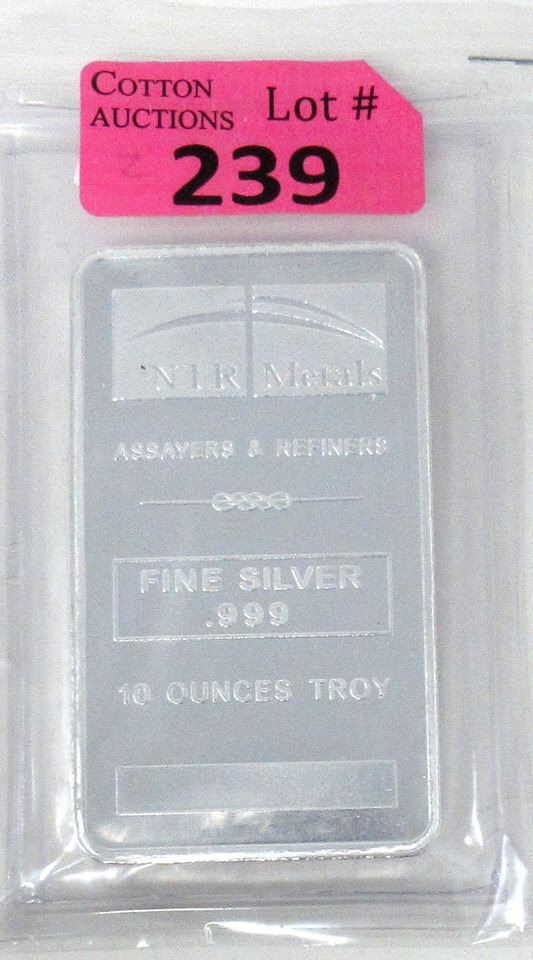 COTTON
AUCTIONS
Lot #
239
NTR Metals
ASSAYERS & REFINERS
FINE SILVER
.999
10 OUNCES TROY